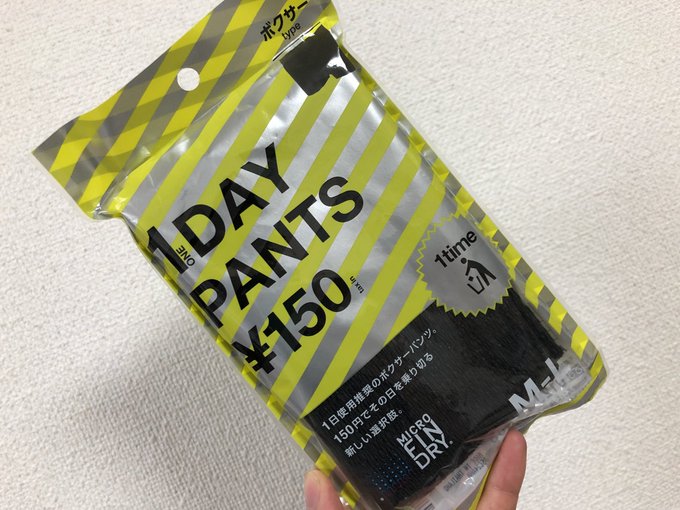 ボクサー
type
1DAY
ONE
PANTS
¥150
tax in
1time
1日使用推奨のボクサーパンツ。
150円でその日を乗り切る
新しい選択肢。
MICRO
FIN
DRY.